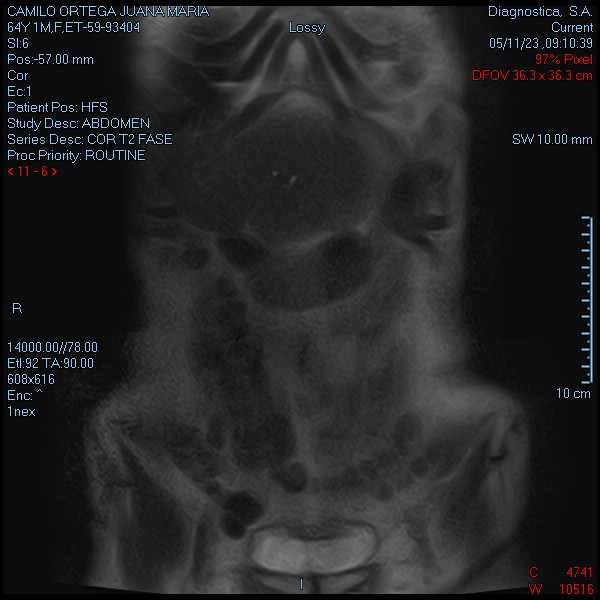 CAMILO ORTEGA JUANA MARIA
64Y 1M,F,ET-59-93404
Sl:6
Pos:-57.00 mm
Cor
Ec:1
Patient Pos: HFS
Study Desc: ABDOMEN
Series Desc: COR T2 FASE
Proc Priority: ROUTINE
< 11 - 6 >
Lossy
Diagnostica, S.A.
Current
05/11/23 ,09:10:39
97% Pixel
DFOV 36.3 x 36.3 cm
SW 10.00 mm
R
14000.00//78.00
Etl:92 TA:90.00
608x616
Enc: ^
1nex
10 cm
I
C 4741
W 10516